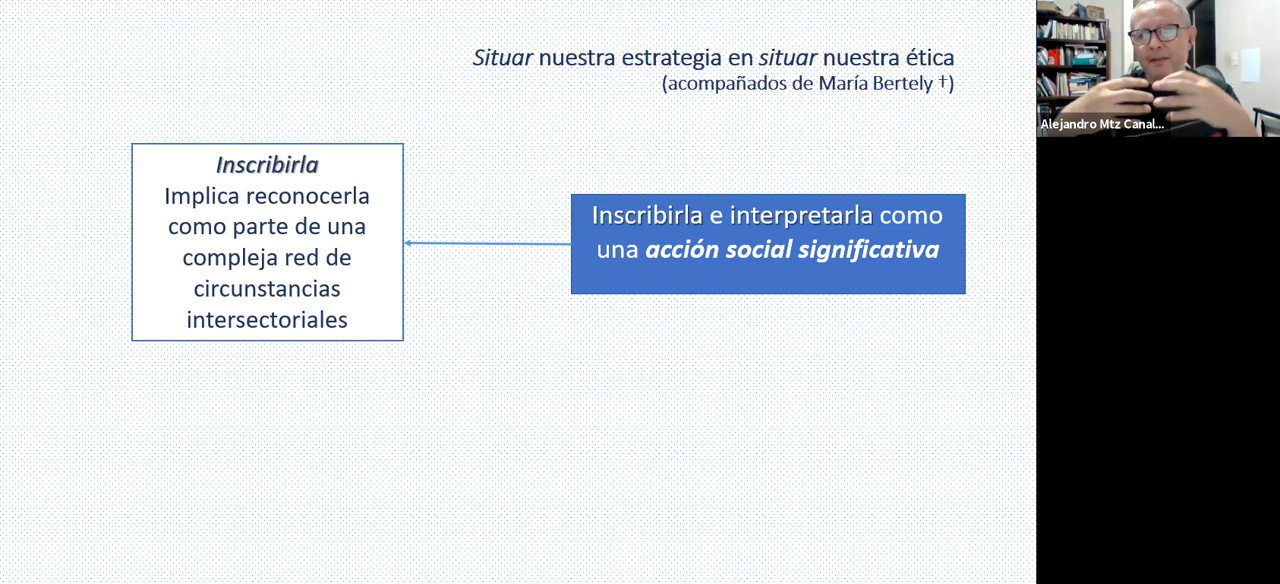 Situar nuestra estrategia en situar nuestra ética
(acompañados de María Bertely †)
Inscribirla
Implica reconocerla
como parte de una
compleja red de
circunstancias
intersectoriales
Inscribirla e interpretarla como
una acción social significativa
Alejandro Mtz Canal...